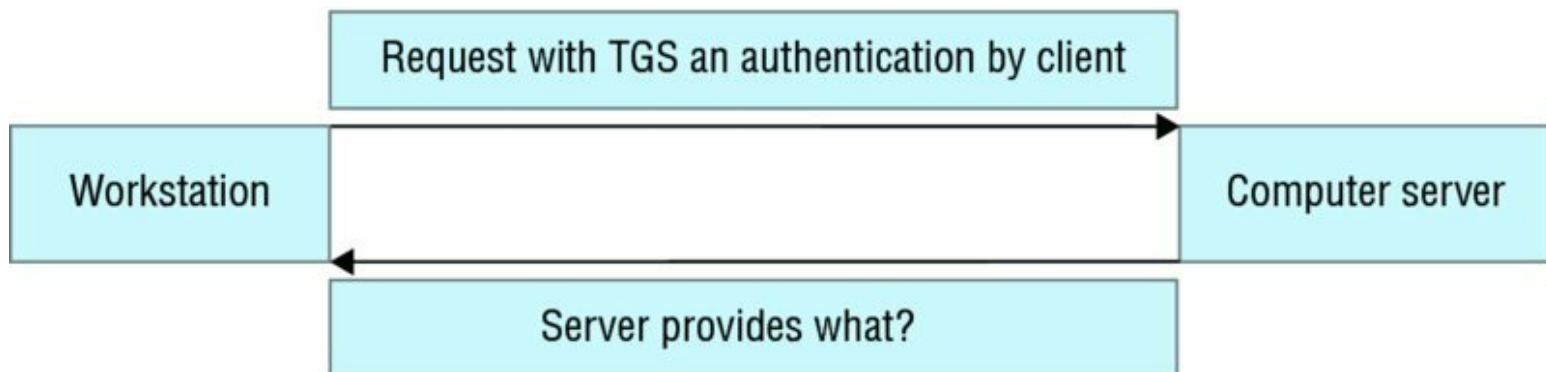 Request with TGS an authentication by client
Workstation
Computer server
Server provides what?